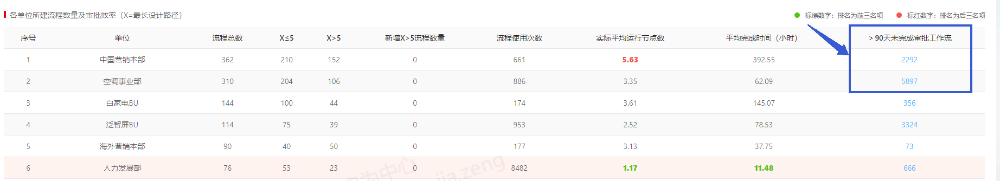 各单位所建流程数量及审批效率（X=最长设计路径） 标绿数字：排名为前三名项 标红数字：排名为后三名项
序号 单位 流程总数 X≤5 X>5 新增X>5流程数量 流程使用次数 实际平均运行节点数 平均完成时间（小时） > 90天未完成审批工作流
1 中国营销本部 362 210 152 0 661 5.63 392.55 2292
2 空调事业部 310 204 106 0 886 3.35 62.09 5897
3 白家电BU 144 100 44 0 174 3.61 145.07 356
4 泛智屏BU 114 75 39 0 953 2.52 78.53 3324
5 海外营销本部 90 40 50 0 177 3.13 37.75 73
6 人力发展部 76 53 23 0 8482 1.17 11.48 666
为中心 jia.zeng